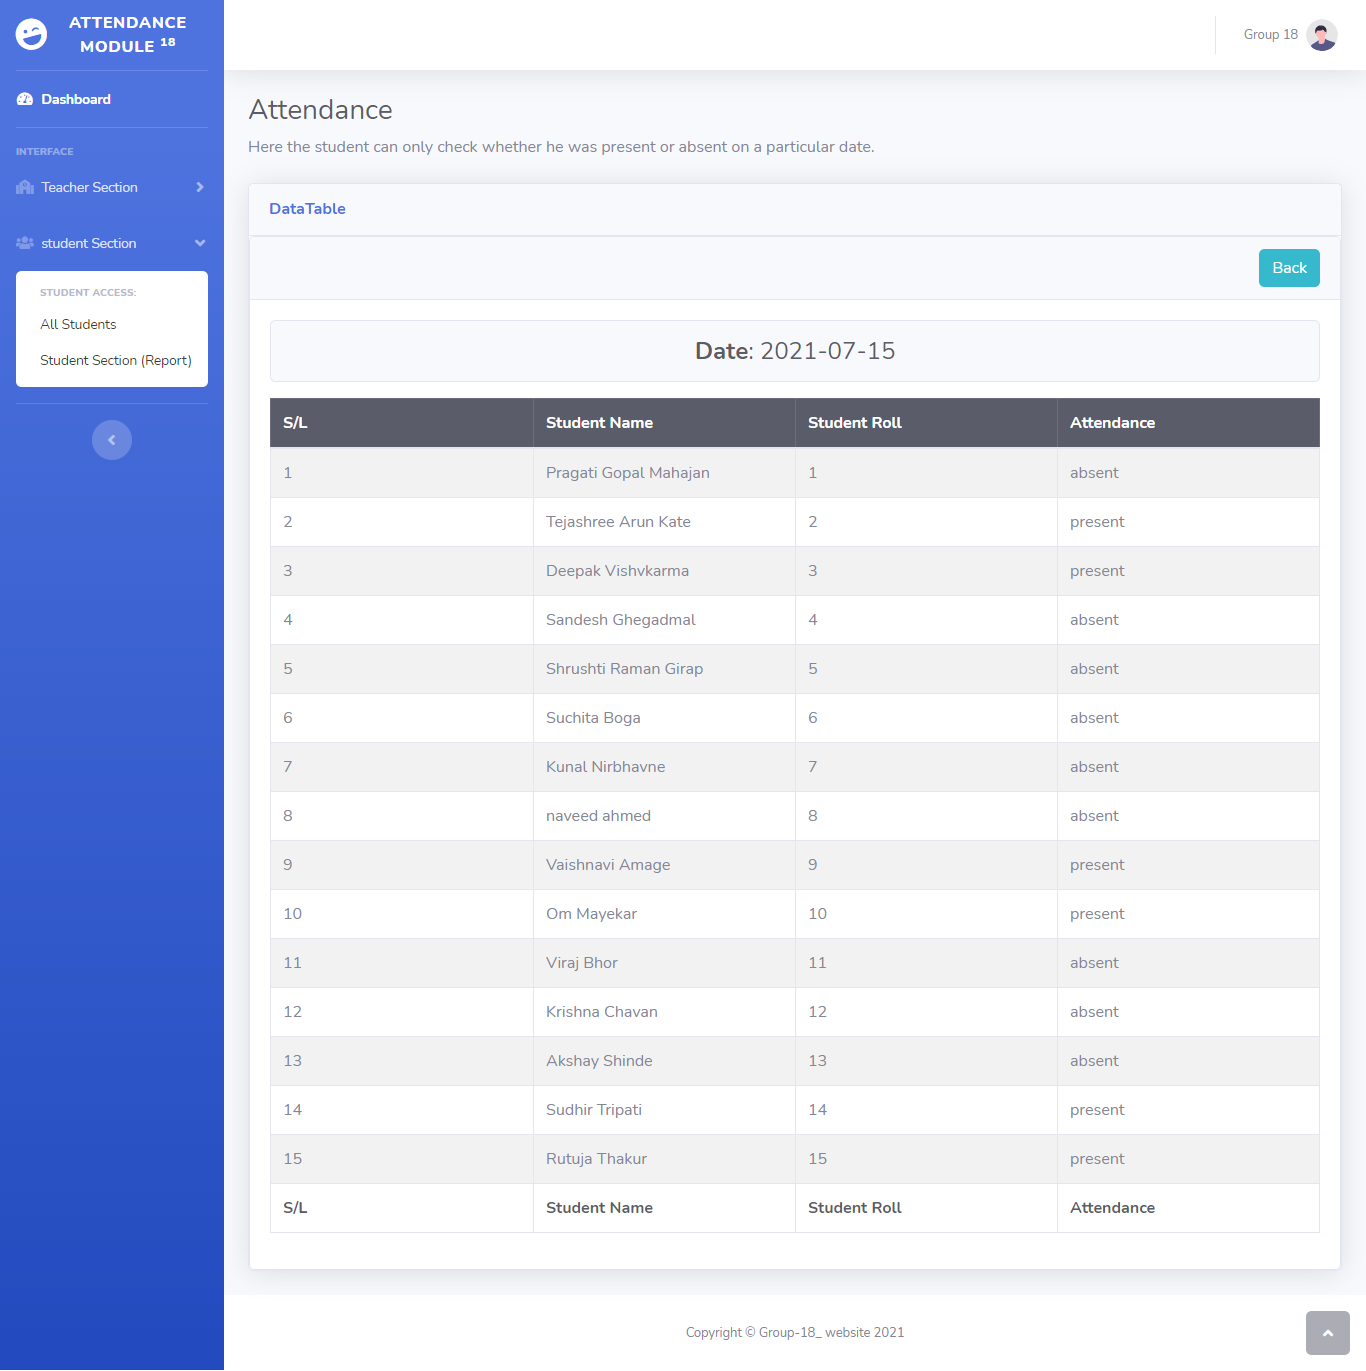 ATTENDANCE
MODULE 18
Group 18
Dashboard
INTERFACE
Teacher Section
student Section
STUDENT ACCESS:
All Students
Student Section (Report)
Attendance
Here the student can only check whether he was present or absent on a particular date.
DataTable
Back
Date: 2021-07-15
S/L Student Name Student Roll Attendance
1 Pragati Gopal Mahajan 1 absent
2 Tejashree Arun Kate 2 present
3 Deepak Vishvkarma 3 present
4 Sandesh Ghegadmal 4 absent
5 Shrushti Raman Girap 5 absent
6 Suchita Boga 6 absent
7 Kunal Nirbhavne 7 absent
8 naveed ahmed 8 absent
9 Vaishnavi Amage 9 present
10 Om Mayekar 10 present
11 Viraj Bhor 11 absent
12 Krishna Chavan 12 absent
13 Akshay Shinde 13 absent
14 Sudhir Tripati 14 present
15 Rutuja Thakur 15 present
S/L Student Name Student Roll Attendance
Copyright © Group-18_ website 2021